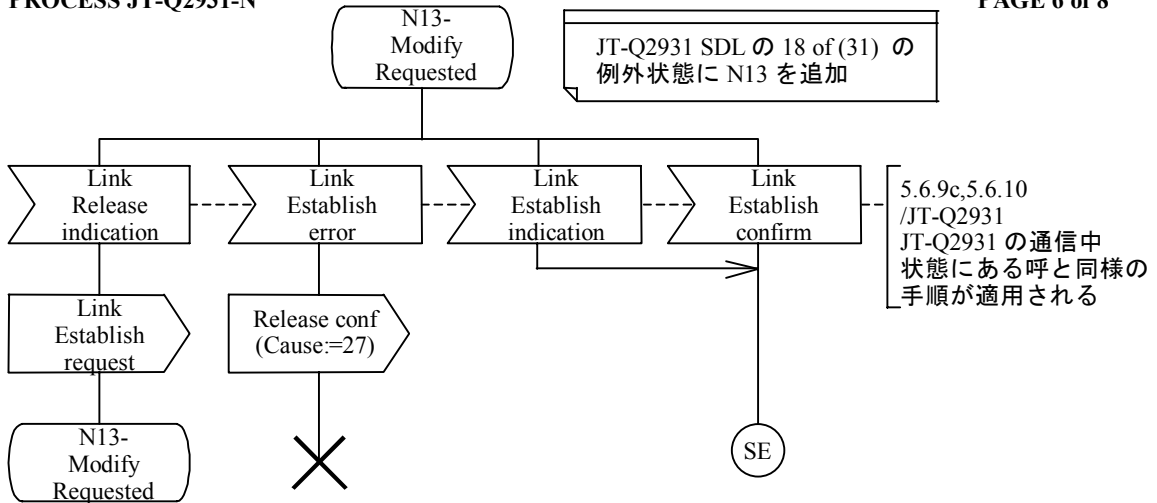 PROCESS JT-Q2931-N
PAGE 6 of 8
N13-
Modify
Requested
JT-Q2931 SDL の 18 of (31) の
例外状態に N13 を追加
Link
Release
indication
Link
Establish
error
Link
Establish
indication
Link
Establish
confirm
5.6.9c,5.6.10
/JT-Q2931
JT-Q2931 の通信中
状態にある呼と同様の
手順が適用される
Link
Establish
request
Release conf
(Cause:=27)
N13-
Modify
Requested
SE